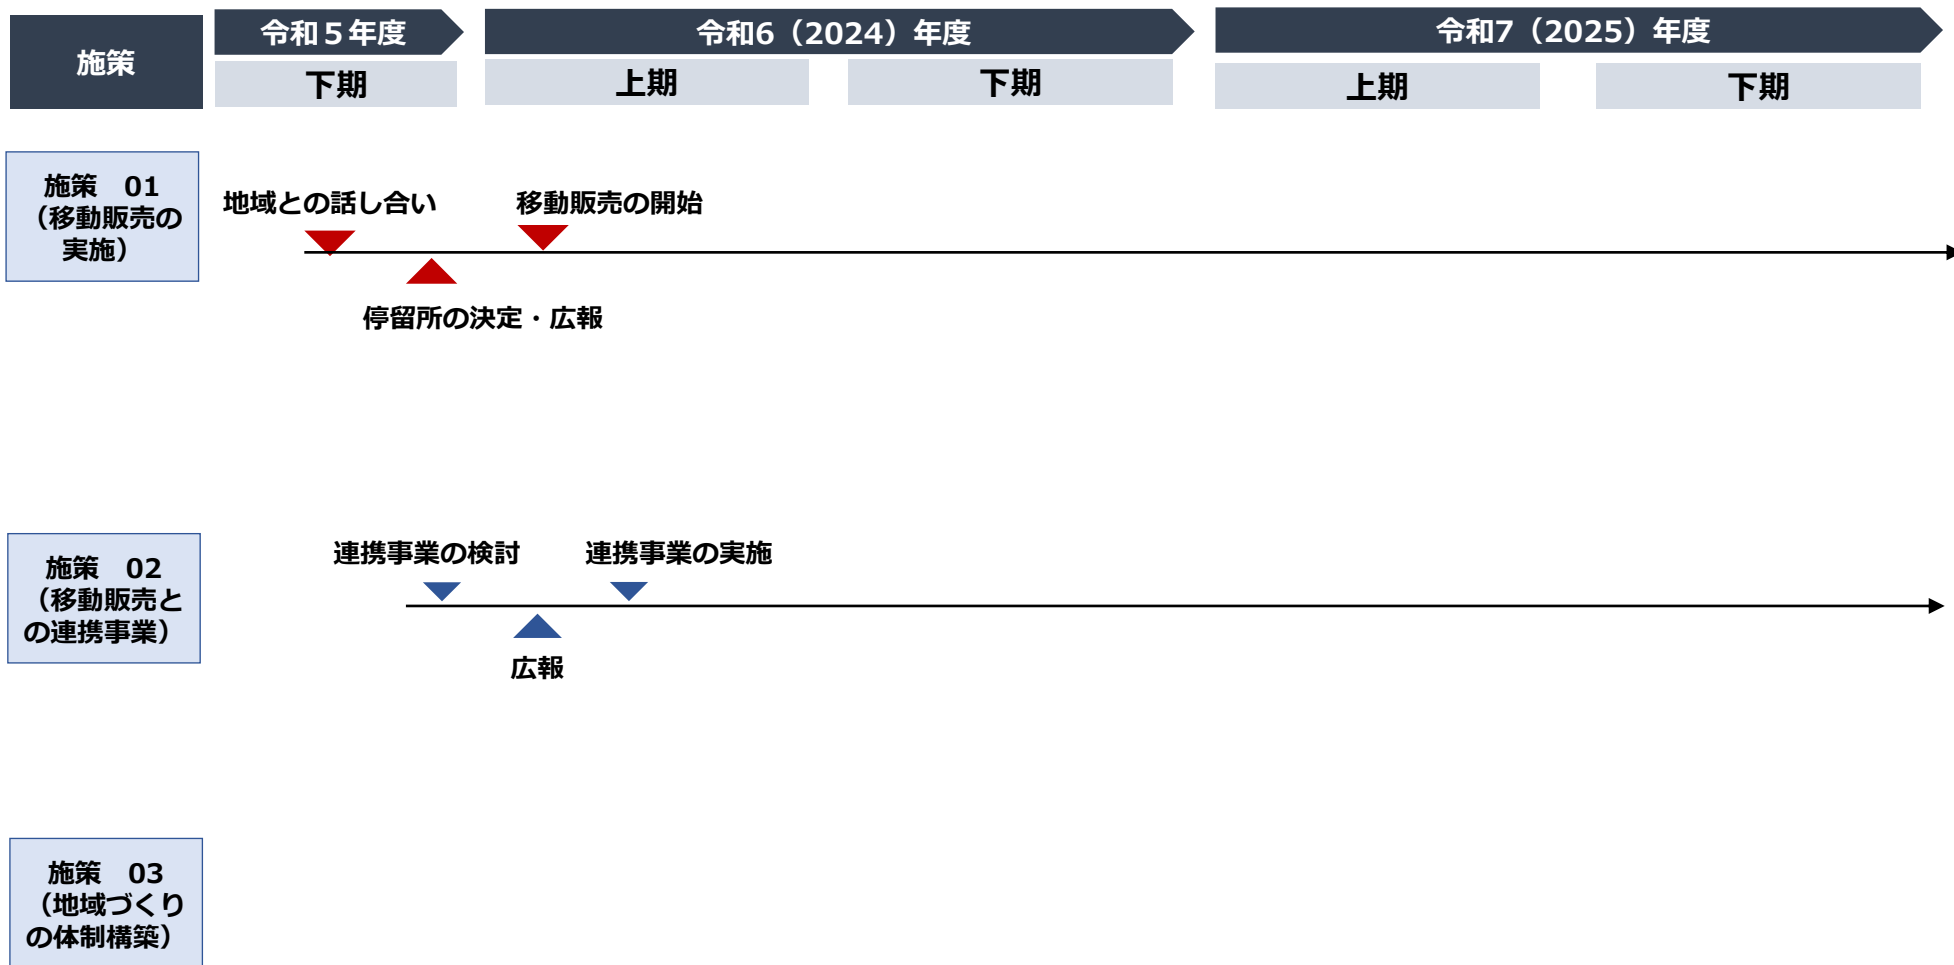 施策
令和５年度
令和6（2024）年度
令和7（2025）年度
下期
上期
下期
上期
下期
施策　01
（移動販売の
実施）
地域との話し合い
移動販売の開始
停留所の決定・広報
施策　02
（移動販売と
の連携事業）
連携事業の検討
連携事業の実施
広報
施策　03
（地域づくり
の体制構築）